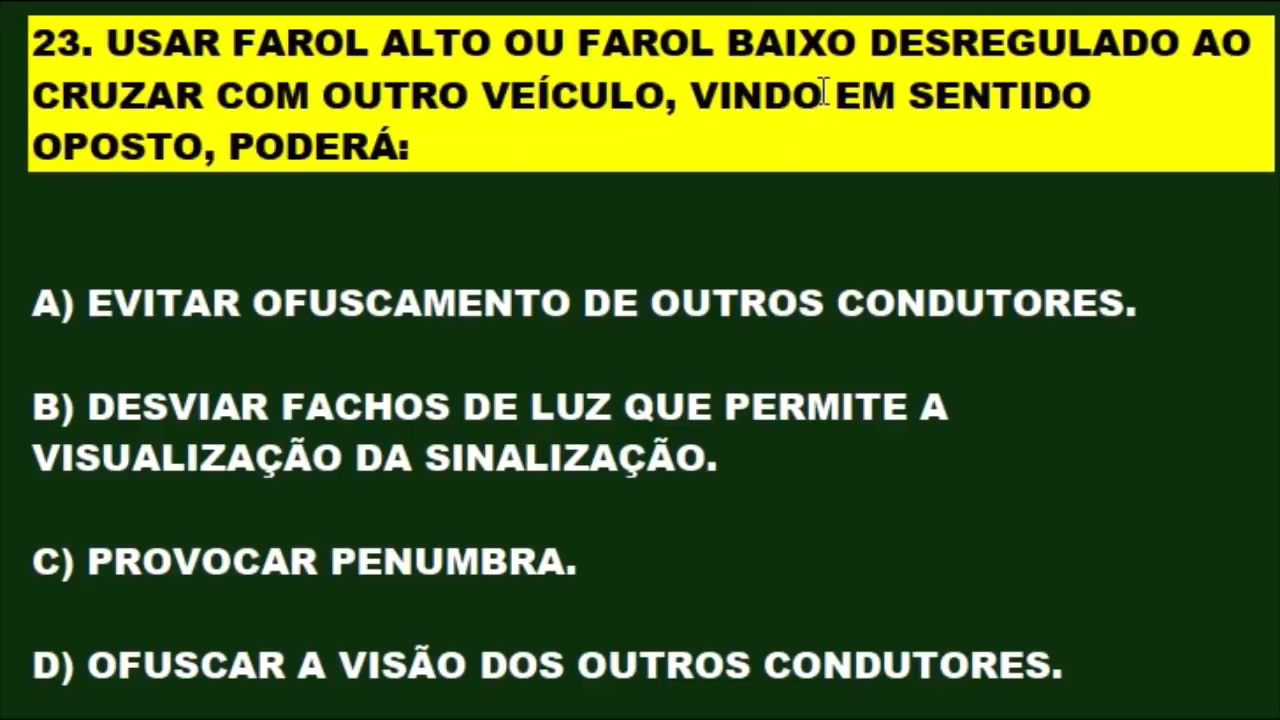 23. USAR FAROL ALTO OU FAROL BAIXO DESREGULADO AO
CRUZAR COM OUTRO VEÍCULO, VINDO EM SENTIDO
OPOSTO, PODERÁ:
A) EVITAR OFUSCAMENTO DE OUTROS CONDUTORES.
B) DESVIAR FACHOS DE LUZ QUE PERMITE A
VISUALIZAÇÃO DA SINALIZAÇÃO.
C) PROVOCAR PENUMBRA.
D) OFUSCAR A VISÃO DOS OUTROS CONDUTORES.